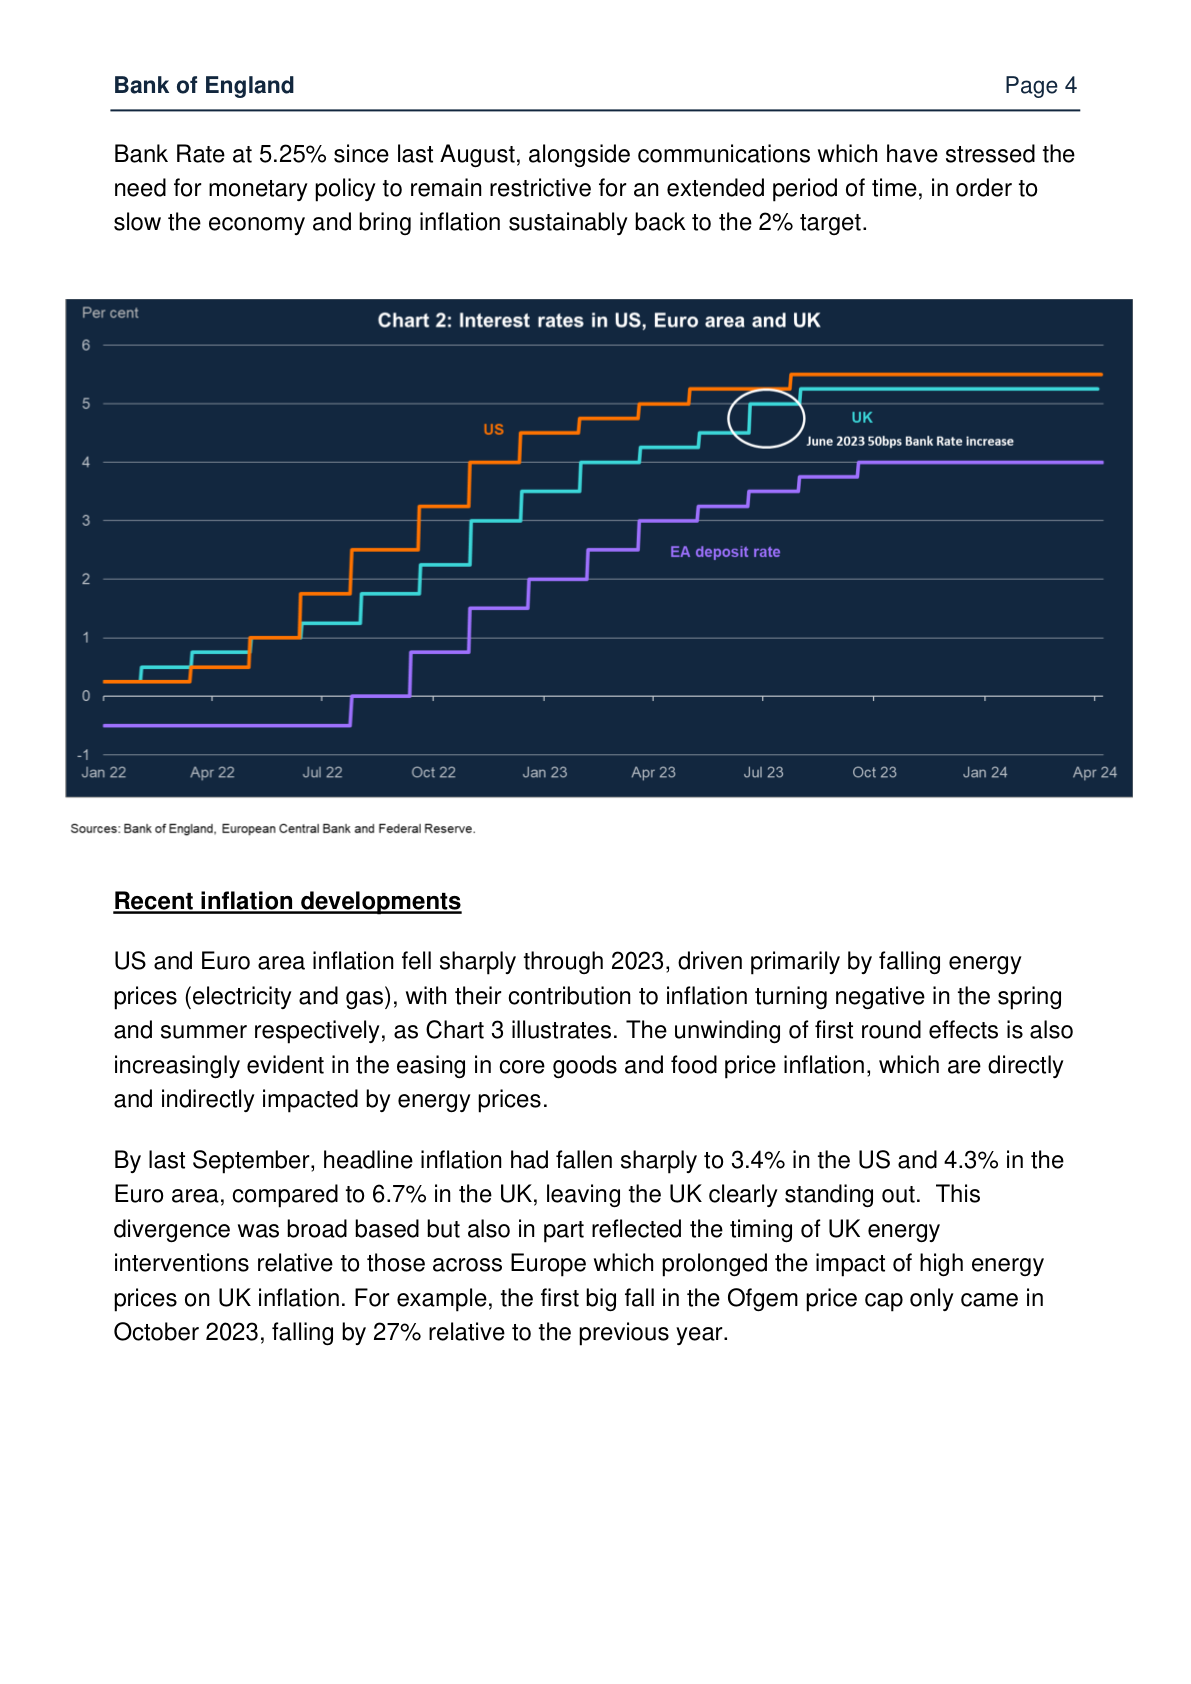 Bank of England Page 4
Bank Rate at 5.25% since last August, alongside communications which have stressed the
need for monetary policy to remain restrictive for an extended period of time, in order to
slow the economy and bring inflation sustainably back to the 2% target.
Per cent
Chart 2: Interest rates in US, Euro area and UK
6
5
US
UK
June 2023 50bps Bank Rate increase
4
3
EA deposit rate
2
1
0
-1
Jan 22 Apr 22 Jul 22 Oct 22 Jan 23 Apr 23 Jul 23 Oct 23 Jan 24 Apr 24
Sources: Bank of England, European Central Bank and Federal Reserve.
Recent inflation developments
US and Euro area inflation fell sharply through 2023, driven primarily by falling energy
prices (electricity and gas), with their contribution to inflation turning negative in the spring
and summer respectively, as Chart 3 illustrates. The unwinding of first round effects is also
increasingly evident in the easing in core goods and food price inflation, which are directly
and indirectly impacted by energy prices.
By last September, headline inflation had fallen sharply to 3.4% in the US and 4.3% in the
Euro area, compared to 6.7% in the UK, leaving the UK clearly standing out.  This
divergence was broad based but also in part reflected the timing of UK energy
interventions relative to those across Europe which prolonged the impact of high energy
prices on UK inflation. For example, the first big fall in the Ofgem price cap only came in
October 2023, falling by 27% relative to the previous year.